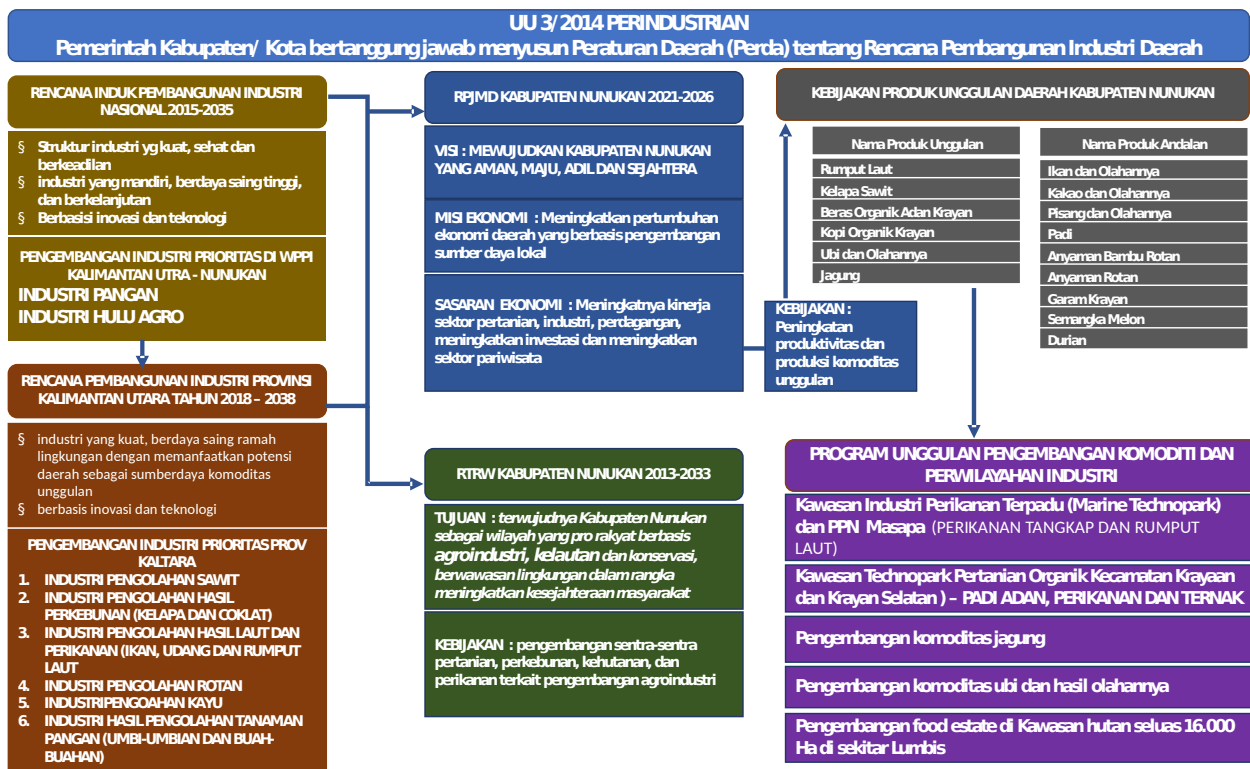 UU 3/2014 PERINDUSTRIAN
Pemerintah Kabupaten/ Kota bertanggung jawab menyusun Peraturan Daerah (Perda) tentang Rencana Pembangunan Industri Daerah
RENCANA INDUK PEMBANGUNAN INDUSTRI
NASIONAL 2015-2035
§ Struktur industri yg kuat, sehat dan
berkeadilan
§ industri yang mandiri, berdaya saing tinggi,
dan berkelanjutan
§ Berbasisi inovasi dan teknologi
PENGEMBANGAN INDUSTRI PRIORITAS DI WPPI
KALIMANTAN UTRA - NUNUKAN
INDUSTRI PANGAN
INDUSTRI HULU AGRO
RENCANA PEMBANGUNAN INDUSTRI PROVINSI
KALIMANTAN UTARA TAHUN 2018 – 2038
§ industri yang kuat, berdaya saing ramah
lingkungan dengan memanfaatkan potensi
daerah sebagai sumberdaya komoditas
unggulan
§ berbasis inovasi dan teknologi
PENGEMBANGAN INDUSTRI PRIORITAS PROV
KALTARA
1. INDUSTRI PENGOLAHAN SAWIT
2. INDUSTRI PENGOLAHAN HASIL
PERKEBUNAN (KELAPA DAN COKLAT)
3. INDUSTRI PENGOLAHAN HASIL LAUT DAN
PERIKANAN (IKAN, UDANG DAN RUMPUT
LAUT
4. INDUSTRI PENGOLAHAN ROTAN
5. INDUSTRIPENGOAHAN KAYU
6. INDUSTRI HASIL PENGOLAHAN TANAMAN
PANGAN (UMBI-UMBIAN DAN BUAH-
BUAHAN)
RPJMD KABUPATEN NUNUKAN 2021-2026
VISI : MEWUJUDKAN KABUPATEN NUNUKAN
YANG AMAN, MAJU, ADIL DAN SEJAHTERA
MISI EKONOMI : Meningkatkan pertumbuhan
ekonomi daerah yang berbasis pengembangan
sumber daya lokal
SASARAN EKONOMI : Meningkatnya kinerja
sektor pertanian, industri, perdagangan,
meningkatkan investasi dan meningkatkan
sektor pariwisata
KEBIJAKAN :
Peningkatan
produktivitas dan
produksi komoditas
unggulan
RTRW KABUPATEN NUNUKAN 2013-2033
TUJUAN : terwujudnya Kabupaten Nunukan
sebagai wilayah yang pro rakyat berbasis
agroindustri, kelautan dan konservasi,
berwawasan lingkungan dalam rangka
meningkatkan kesejahteraan masyarakat
KEBIJAKAN : pengembangan sentra-sentra
pertanian, perkebunan, kehutanan, dan
perikanan terkait pengembangan agroindustri
KEBIJAKAN PRODUK UNGGULAN DAERAH KABUPATEN NUNUKAN
Nama Produk Unggulan
Rumput Laut
Kelapa Sawit
Beras Organik Adan Krayan
Kopi Organik Krayan
Ubi dan Olahannya
Jagung
Nama Produk Andalan
Ikan dan Olahannya
Kakao dan Olahannya
Pisang dan Olahannya
Padi
Anyaman Bambu Rotan
Anyaman Rotan
Garam Krayan
Semangka Melon
Durian
PROGRAM UNGGULAN PENGEMBANGAN KOMODITI DAN
PERWILAYAHAN INDUSTRI
Kawasan Industri Perikanan Terpadu (Marine Technopark)
dan PPN Masapa (PERIKANAN TANGKAP DAN RUMPUT
LAUT)
Kawasan Technopark Pertanian Organik Kecamatan Krayaan
dan Krayan Selatan ) – PADI ADAN, PERIKANAN DAN TERNAK
Pengembangan komoditas jagung
Pengembangan komoditas ubi dan hasil olahannya
Pengembangan food estate di Kawasan hutan seluas 16.000
Ha di sekitar Lumbis